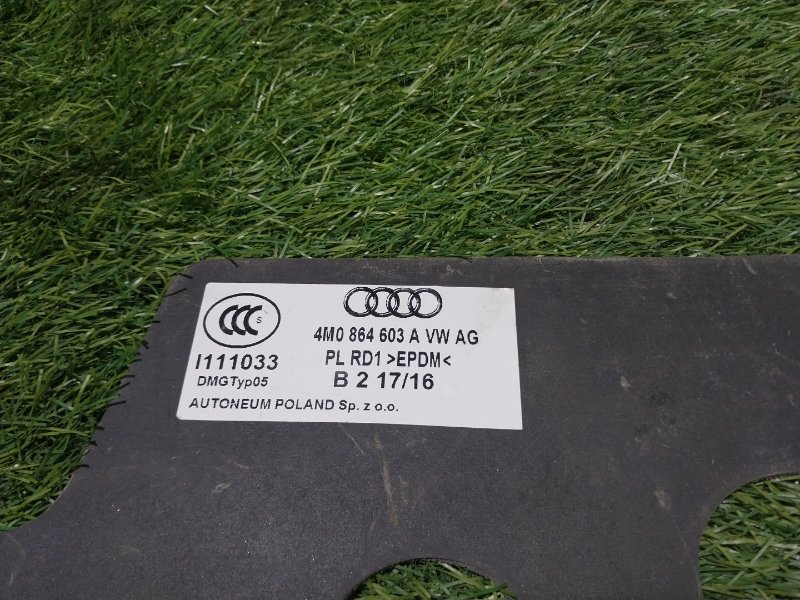 CCC S
4M0 864 603 A VW AG
I111033 PL RD1 >EPDM<
DMGTyp05 B 2 17/16
AUTONEUM POLAND Sp. z o.o.